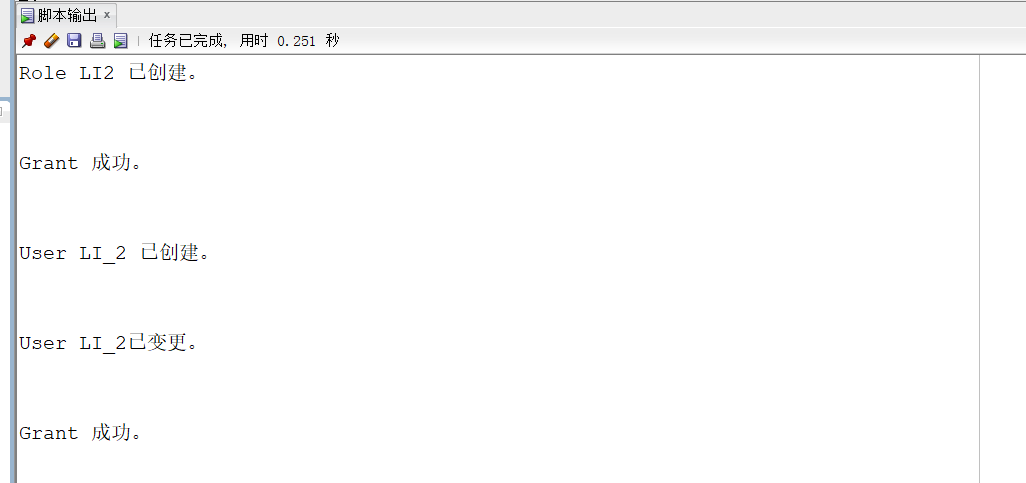 脚本输出 ×
任务已完成, 用时 0.251 秒
Role LI2 已创建。
Grant 成功。
User LI_2 已创建。
User LI_2已变更。
Grant 成功。